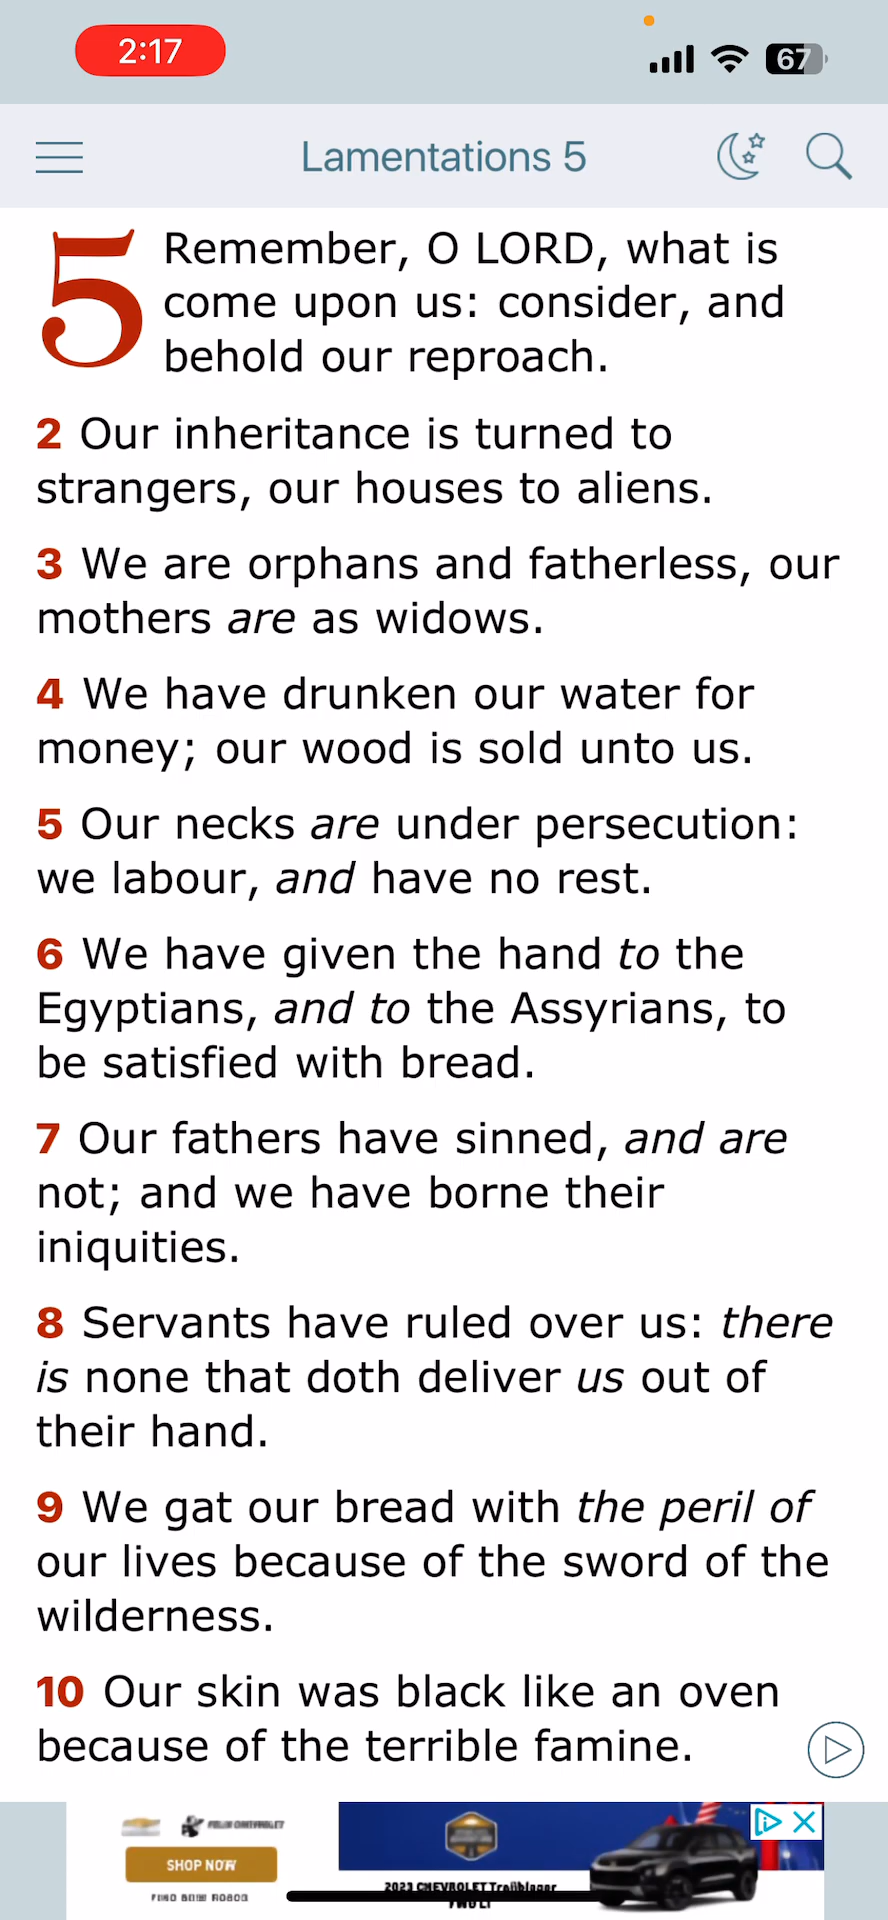 2:17
67
Lamentations 5
5 Remember, O LORD, what is
come upon us: consider, and
behold our reproach.
2 Our inheritance is turned to
strangers, our houses to aliens.
3 We are orphans and fatherless, our
mothers are as widows.
4 We have drunken our water for
money; our wood is sold unto us.
5 Our necks are under persecution:
we labour, and have no rest.
6 We have given the hand to the
Egyptians, and to the Assyrians, to
be satisfied with bread.
7 Our fathers have sinned, and are
not; and we have borne their
iniquities.
8 Servants have ruled over us: there
is none that doth deliver us out of
their hand.
9 We gat our bread with the peril of
our lives because of the sword of the
wilderness.
10 Our skin was black like an oven
because of the terrible famine.
SHOP NOW
2023 CHEVROLET Trailblazer